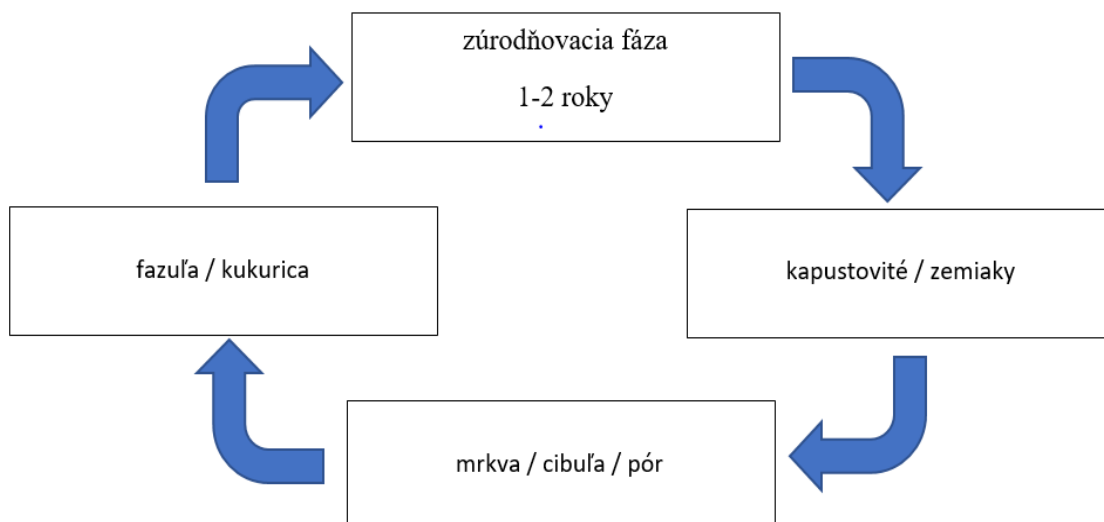 zúrodňovacia fáza
1-2 roky
fazuľa / kukurica
kapustovité / zemiaky
mrkva / cibuľa / pór